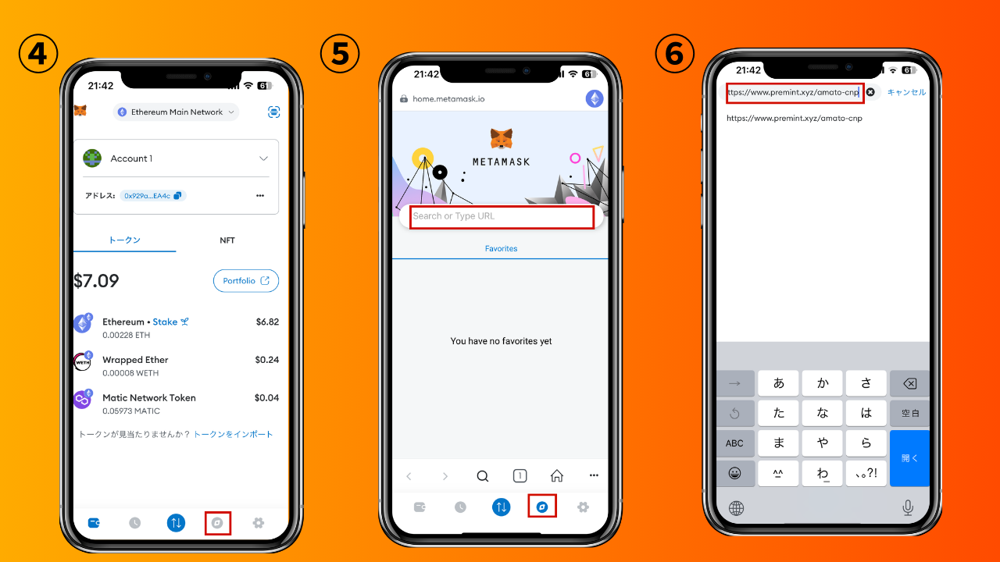 ④
21:42
61
Ethereum Main Network
Account 1
アドレス: 0x929a...EA4c
トークン
NFT
$7.09
Portfolio
Ethereum • Stake
$6.82
0.00228 ETH
WETH
Wrapped Ether
$0.24
0.00008 WETH
Matic Network Token
$0.04
0.05973 MATIC
トークンが見当たりませんか? トークンをインポート
⑤
21:42
61
home.metamask.io
METAMASK
Search or Type URL
Favorites
You have no favorites yet
1
⑥
21:42
61
ttps://www.premint.xyz/amato-cnp
キャンセル
https://www.premint.xyz/amato-cnp
→ あ か さ
た な は 空白
ABC ま や ら
開く
^^ わ_ 、。?!